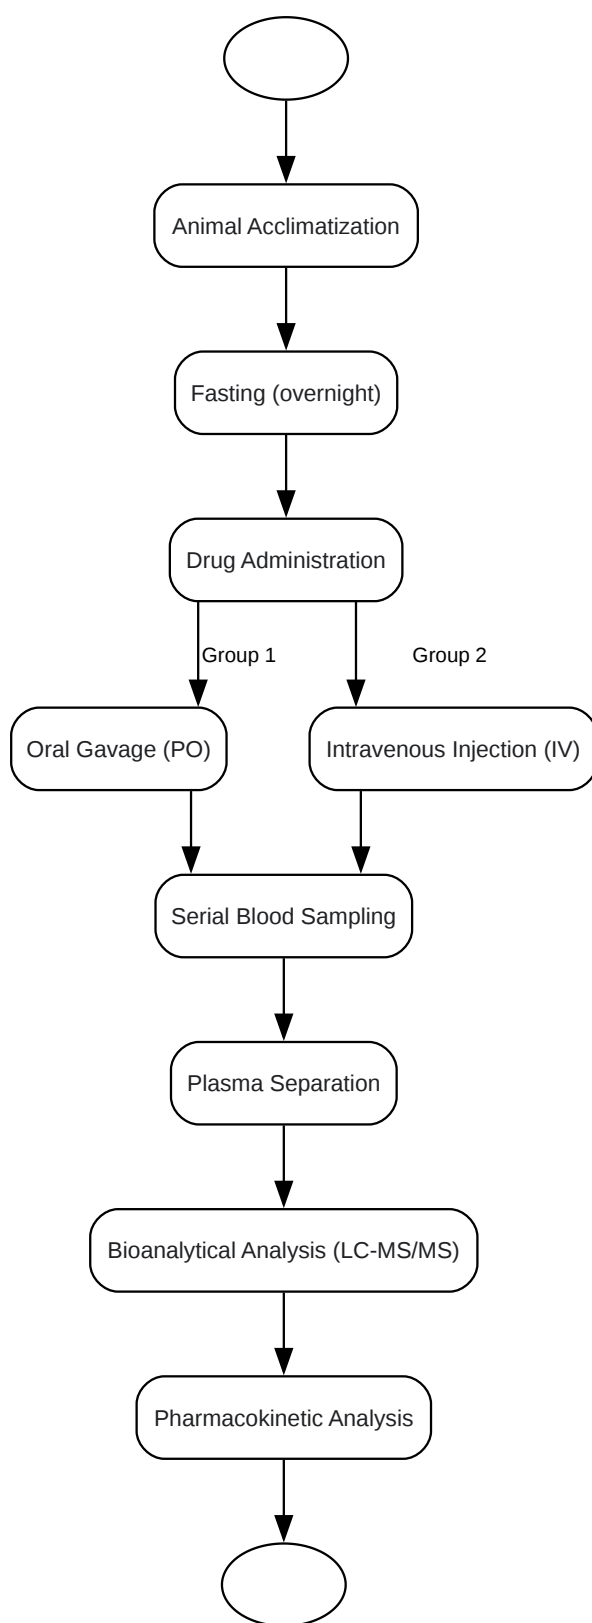 Animal Acclimatization
Fasting (overnight)
Drug Administration
Group 1
Group 2
Oral Gavage (PO)
Intravenous Injection (IV)
Serial Blood Sampling
Plasma Separation
Bioanalytical Analysis (LC-MS/MS)
Pharmacokinetic Analysis